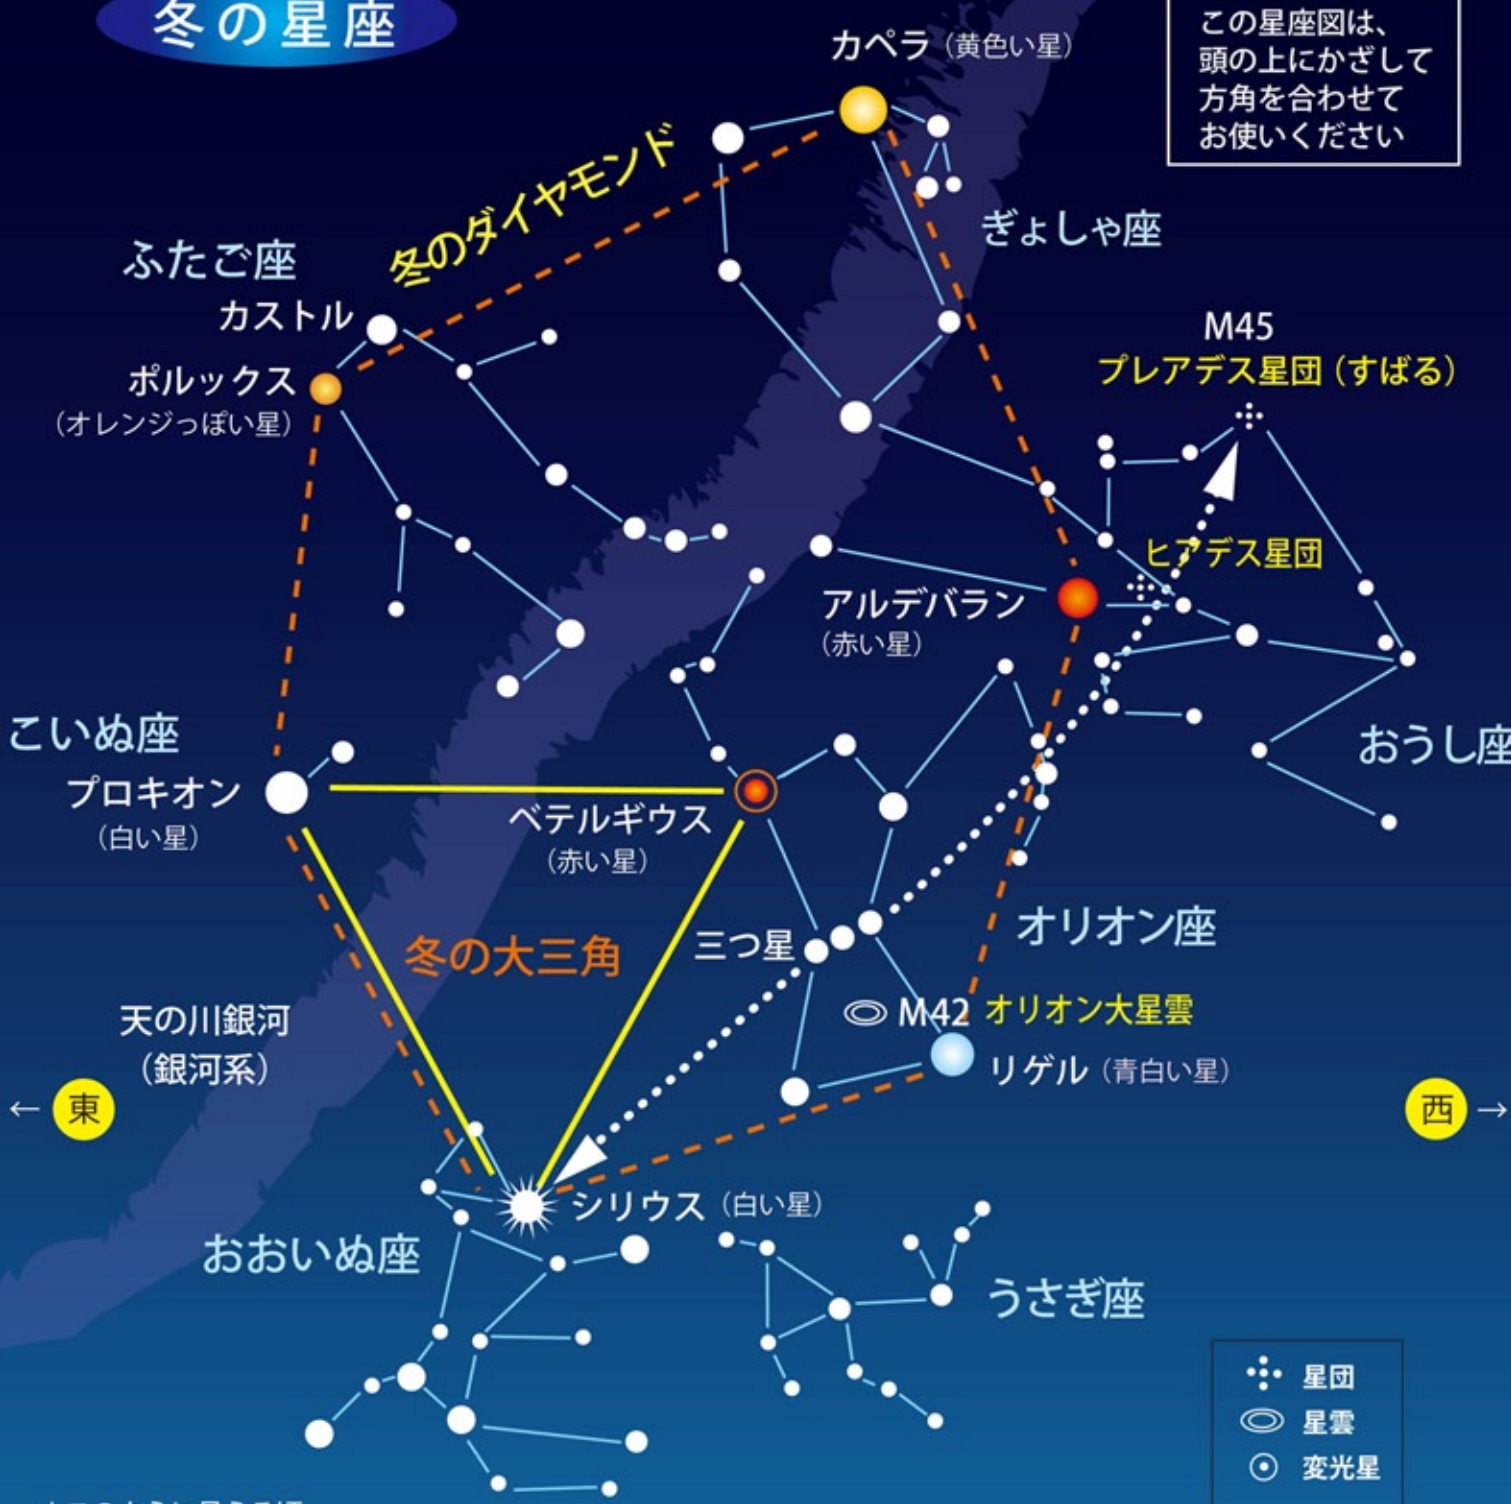 冬の星座
カペラ（黄色い星）
この星座図は、
頭の上にかざして
方角を合わせて
お使いください
冬のダイヤモンド
ぎょしゃ座
ふたご座
カストル
ポルックス
（オレンジっぽい星）
M45
プレアデス星団（すばる）
ヒアデス星団
アルデバラン
（赤い星）
こいぬ座
プロキオン
（白い星）
ベテルギウス
（赤い星）
おうし座
冬の大三角
三つ星
オリオン座
M42 オリオン大星雲
リゲル（青白い星）
天の川銀河
（銀河系）
← 東
西 →
シリウス（白い星）
おおいぬ座
うさぎ座
星団
星雲
変光星